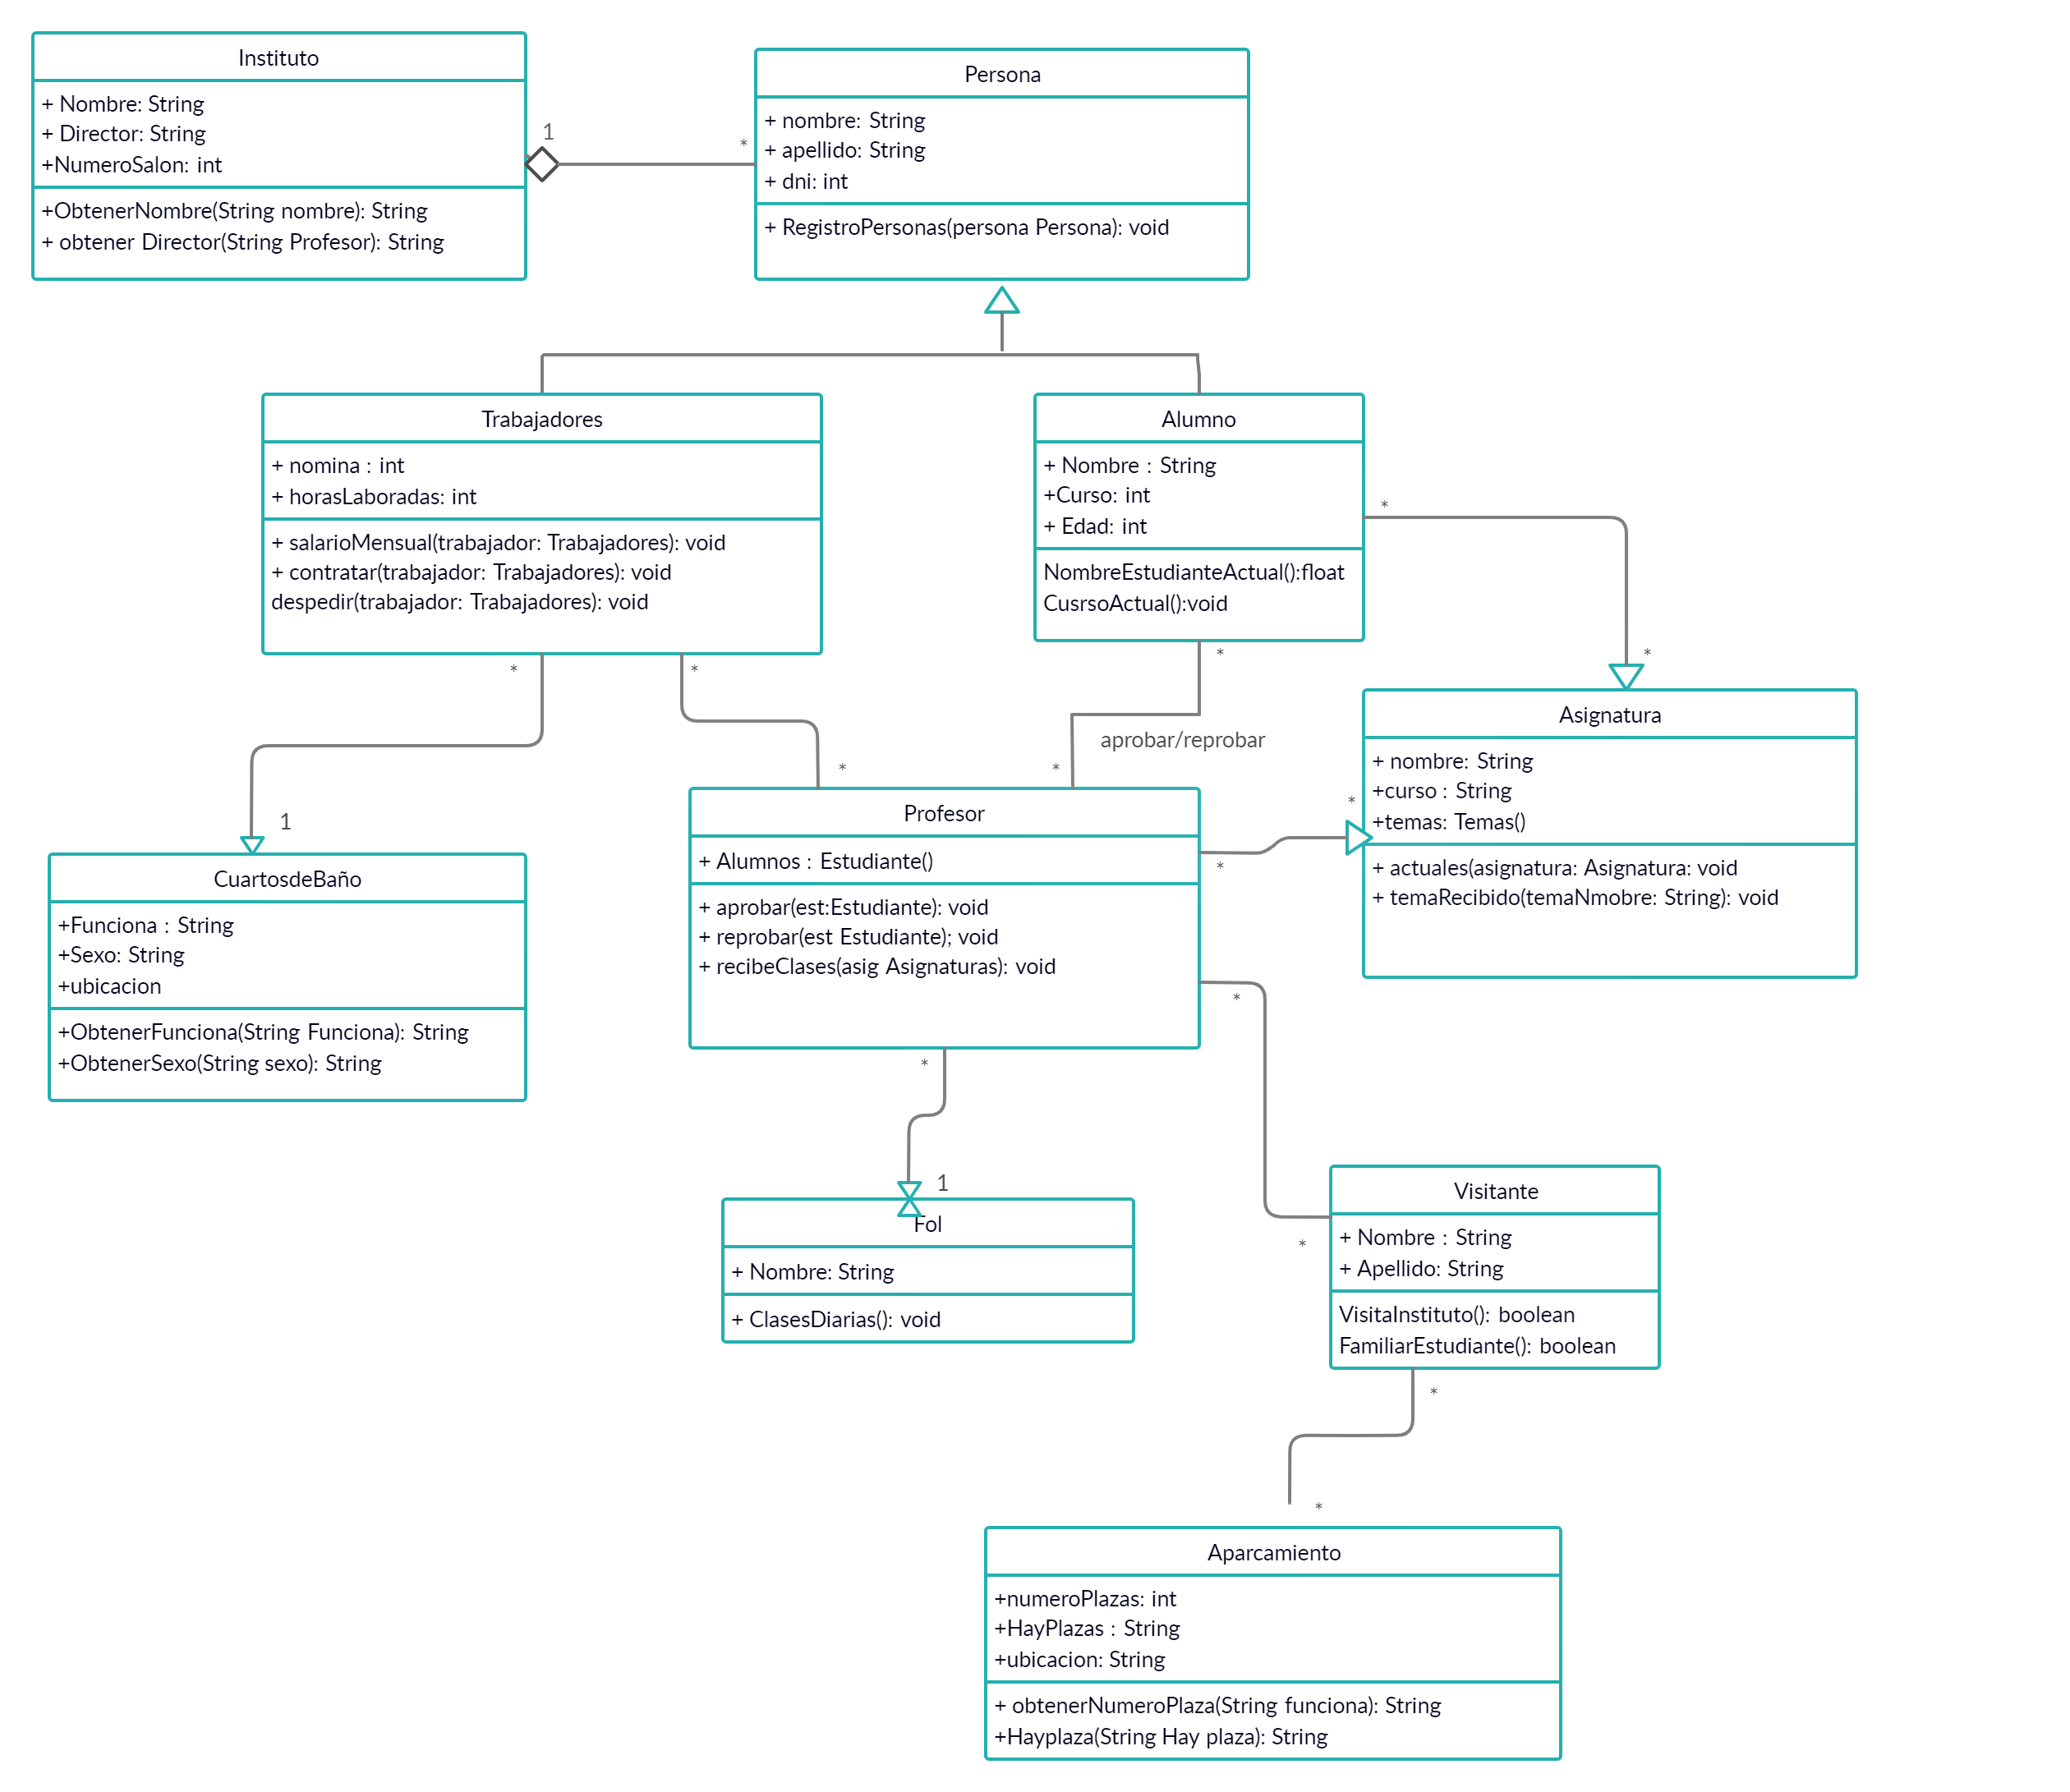 Instituto
+ Nombre: String
+ Director: String
+NumeroSalon: int
+ObtenerNombre(String nombre): String
+ obtener Director(String Profesor): String
1
*
Persona
+ nombre: String
+ apellido: String
+ dni: int
+ RegistroPersonas(persona Persona): void
Trabajadores
+ nomina : int
+ horasLaboradas: int
+ salarioMensual(trabajador: Trabajadores): void
+ contratar(trabajador: Trabajadores): void
despedir(trabajador: Trabajadores): void
Alumno
+ Nombre : String
+Curso: int
+ Edad: int
NombreEstudianteActual():float
CusrsoActual():void
*
*
*
*
*
aprobar/reprobar
*
*
1
Asignatura
+ nombre: String
+curso : String
+temas: Temas()
+ actuales(asignatura: Asignatura: void
+ temaRecibido(temaNmobre: String): void
Profesor
+ Alumnos : Estudiante()
+ aprobar(est:Estudiante): void
+ reprobar(est Estudiante); void
+ recibeClases(asig Asignaturas): void
*
*
*
CuartosdeBaño
+Funciona : String
+Sexo: String
+ubicacion
+ObtenerFunciona(String Funciona): String
+ObtenerSexo(String sexo): String
*
1
Fol
+ Nombre: String
+ ClasesDiarias(): void
*
Visitante
+ Nombre : String
+ Apellido: String
VisitaInstituto(): boolean
FamiliarEstudiante(): boolean
*
*
Aparcamiento
+numeroPlazas: int
+HayPlazas : String
+ubicacion: String
+ obtenerNumeroPlaza(String funciona): String
+Hayplaza(String Hay plaza): String